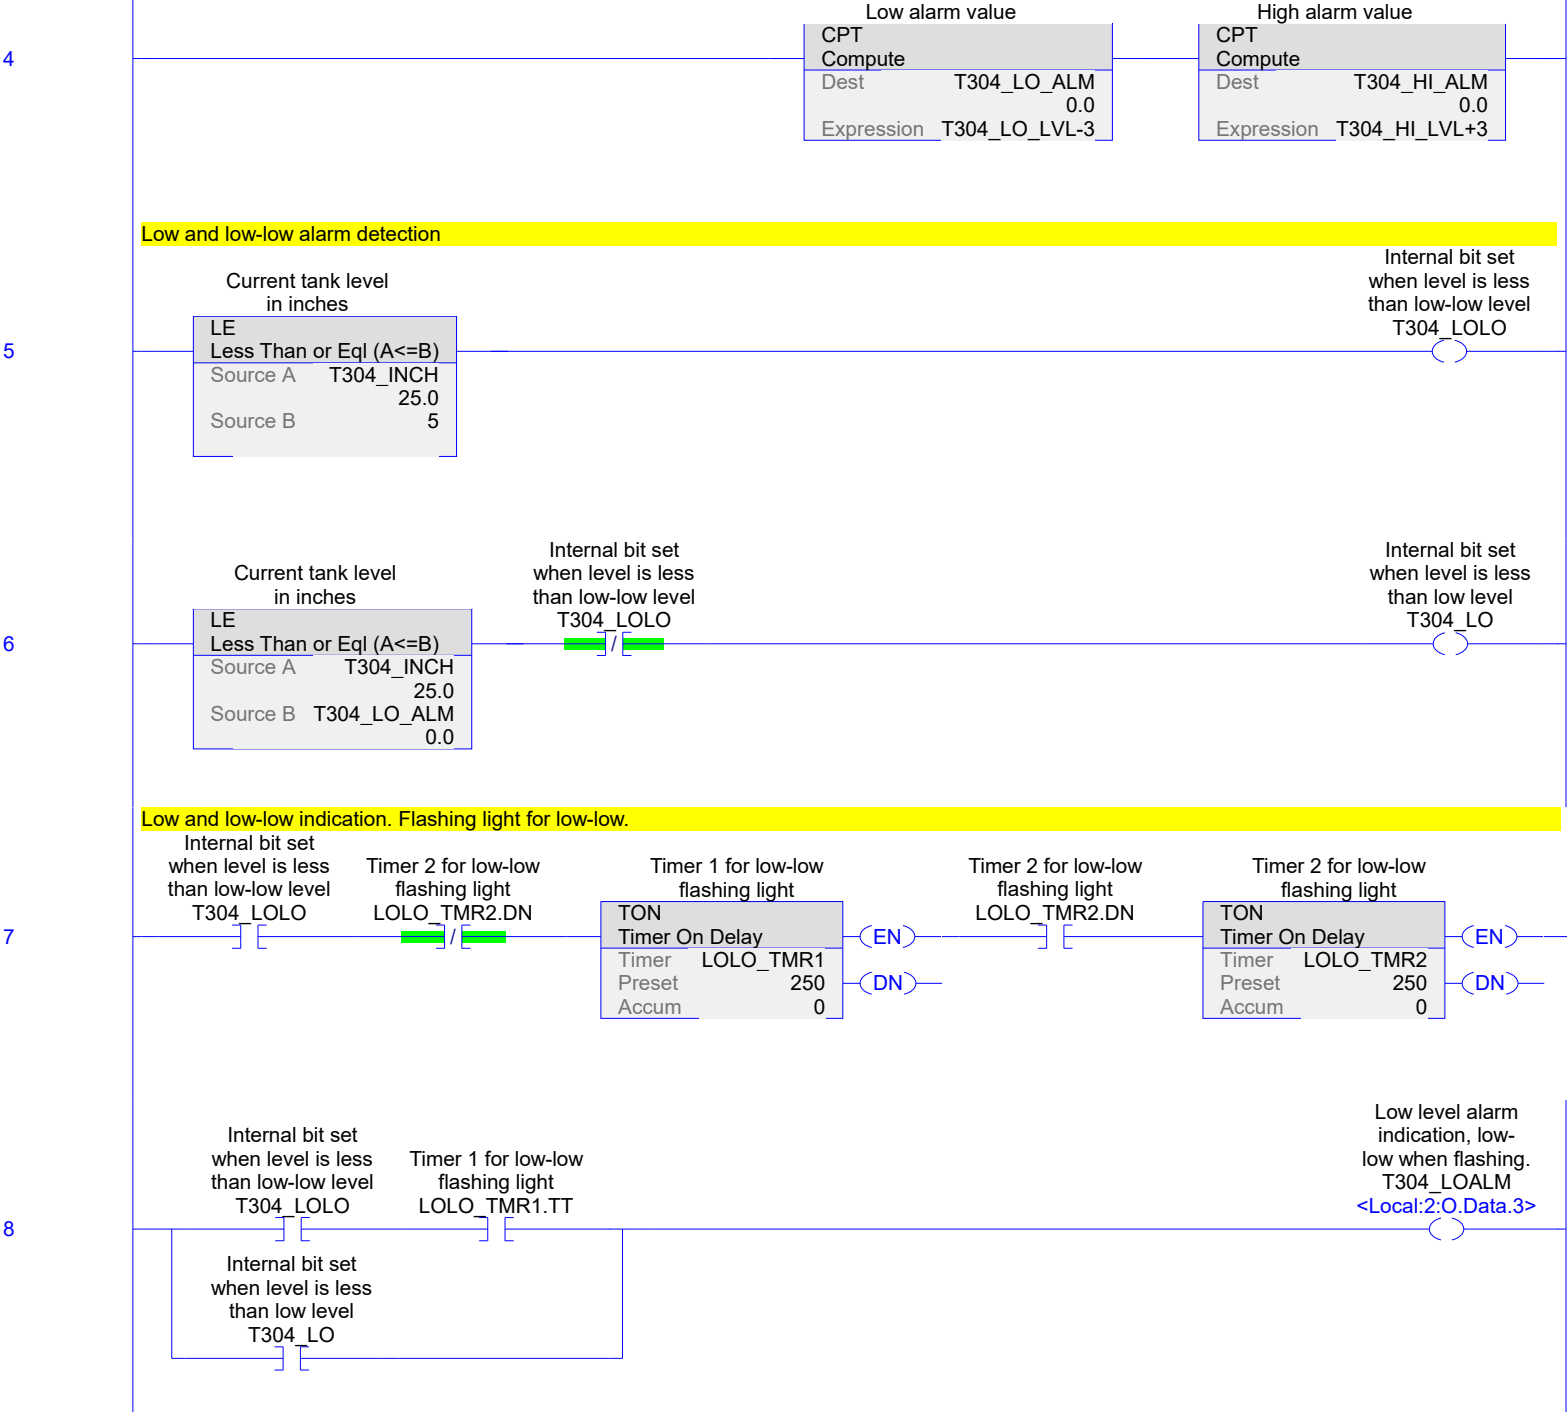 Low alarm value
High alarm value
4
CPT
Compute
Dest T304_LO_ALM
0.0
Expression T304_LO_LVL-3
CPT
Compute
Dest T304_HI_ALM
0.0
Expression T304_HI_LVL+3
Low and low-low alarm detection
5
Current tank level
in inches
LE
Less Than or Eql (A<=B)
Source A T304_INCH
25.0
Source B 5
Internal bit set
when level is less
than low-low level
T304_LOLO
6
Current tank level
in inches
LE
Less Than or Eql (A<=B)
Source A T304_INCH
25.0
Source B T304_LO_ALM
0.0
Internal bit set
when level is less
than low-low level
T304_LOLO
/
Internal bit set
when level is less
than low level
T304_LO
Low and low-low indication. Flashing light for low-low.
7
Internal bit set
when level is less
than low-low level
T304_LOLO
Timer 2 for low-low
flashing light
LOLO_TMR2.DN
/
Timer 1 for low-low
flashing light
TON
Timer On Delay
Timer LOLO_TMR1
Preset 250
Accum 0
EN
DN
Timer 2 for low-low
flashing light
LOLO_TMR2.DN
Timer 2 for low-low
flashing light
TON
Timer On Delay
Timer LOLO_TMR2
Preset 250
Accum 0
EN
DN
8
Internal bit set
when level is less
than low-low level
T304_LOLO
Timer 1 for low-low
flashing light
LOLO_TMR1.TT
Low level alarm
indication, low-
low when flashing.
T304_LOALM
<Local:2:O.Data.3>
Internal bit set
when level is less
than low level
T304_LO